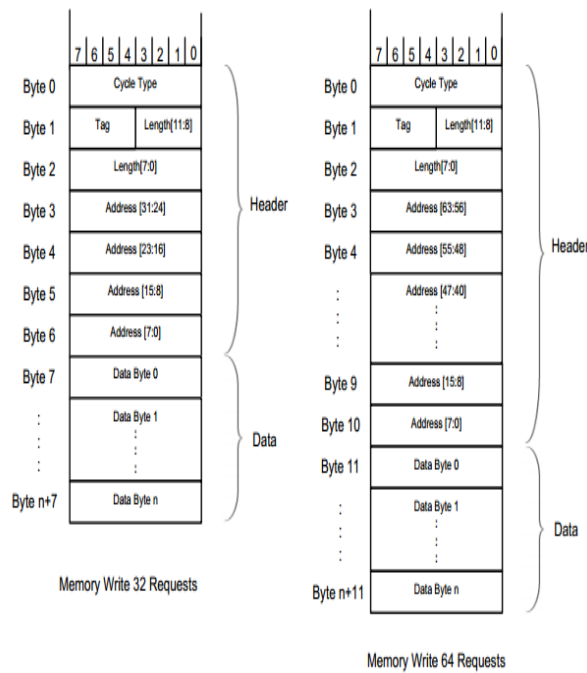 7 6 5 4 3 2 1 0
Byte 0 Cycle Type
Byte 1 Tag Length[11:8]
Byte 2 Length[7:0]
Byte 3 Address [31:24]
Byte 4 Address [23:16]
Byte 5 Address [15:8]
Byte 6 Address [7:0]
Header
Byte 7 Data Byte 0
Data Byte 1
Byte n+7 Data Byte n
Data
Memory Write 32 Requests
7 6 5 4 3 2 1 0
Byte 0 Cycle Type
Byte 1 Tag Length[11:8]
Byte 2 Length[7:0]
Byte 3 Address [63:56]
Byte 4 Address [55:48]
Address [47:40]
Byte 9 Address [15:8]
Byte 10 Address [7:0]
Header
Byte 11 Data Byte 0
Data Byte 1
Byte n+11 Data Byte n
Data
Memory Write 64 Requests